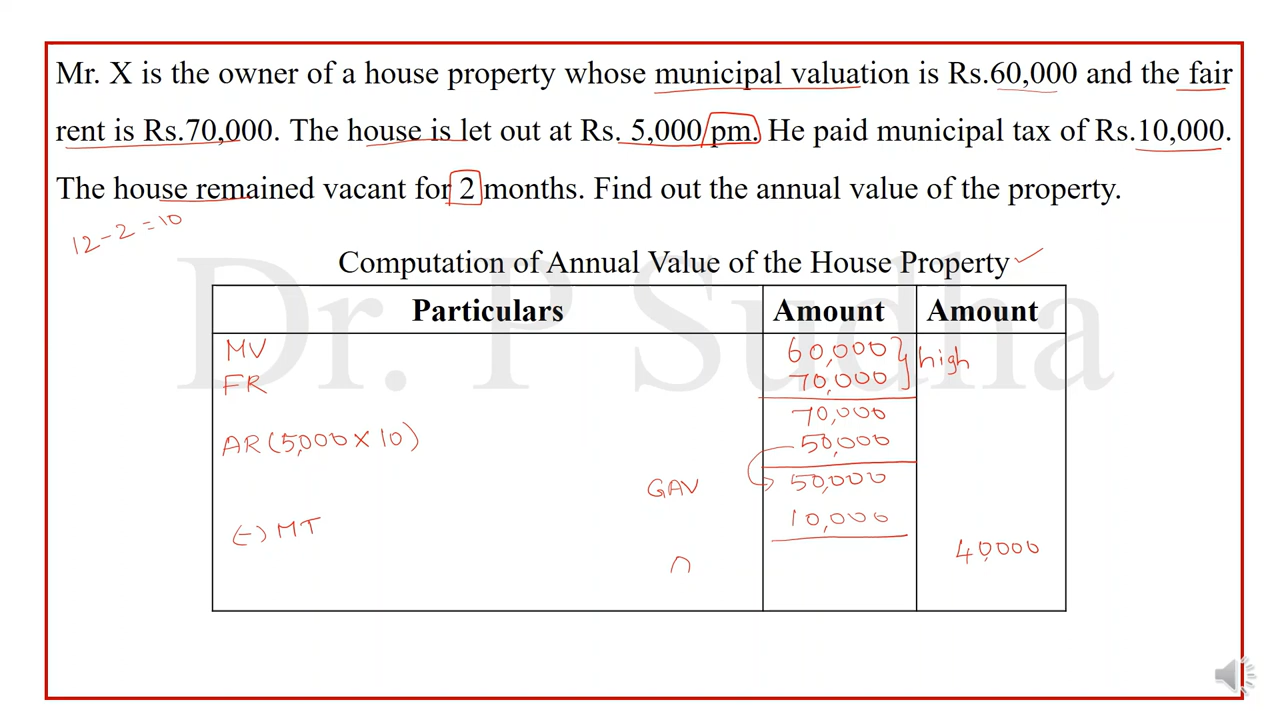 Mr. X is the owner of a house property whose municipal valuation is Rs.60,000 and the fair
rent is Rs.70,000. The house is let out at Rs. 5,000 pm. He paid municipal tax of Rs.10,000.
The house remained vacant for 2 months. Find out the annual value of the property.
12-2=10
Computation of Annual Value of the House Property
Dr. P Sudha
Particulars Amount Amount
MV 60,000
FR 70,000 high
70,000
AR (5,000 X 10) 50,000
GAV 50,000
(-) MT 10,000
40,000